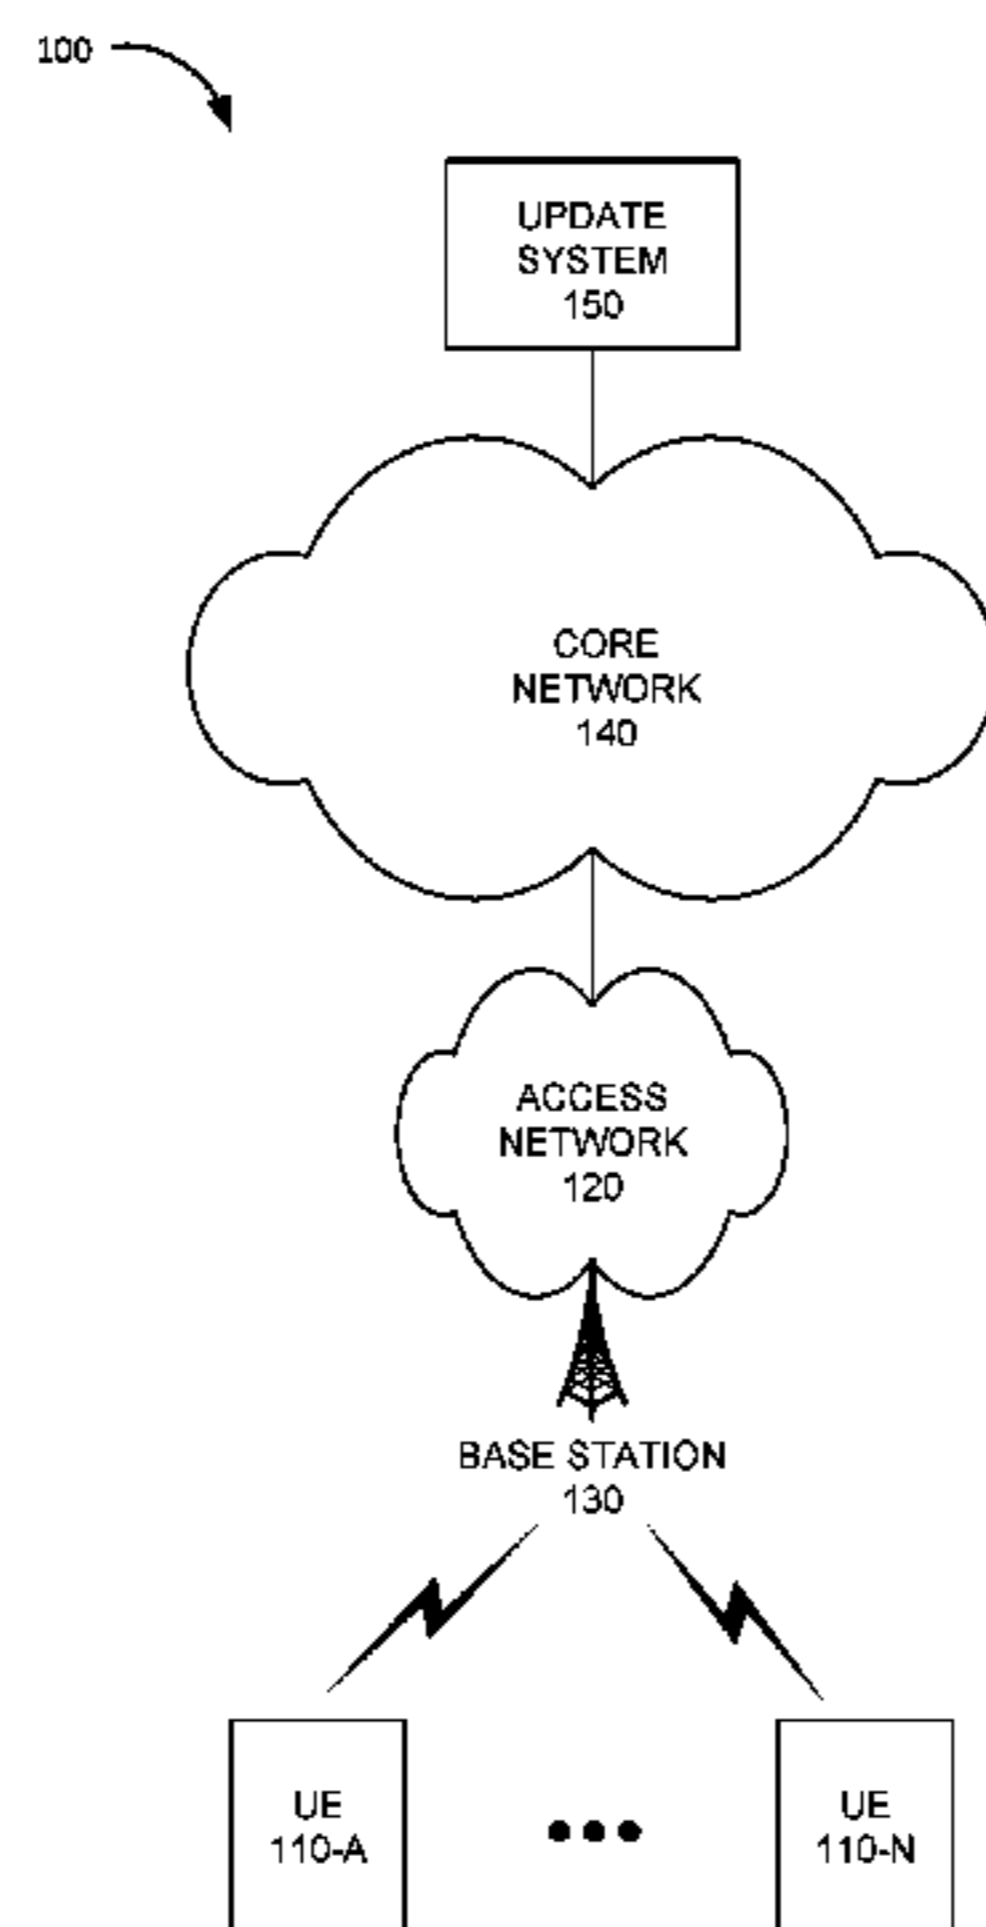 100
UPDATE
SYSTEM
150
CORE
NETWORK
140
ACCESS
NETWORK
120
BASE STATION
130
UE
110-A
UE
110-N